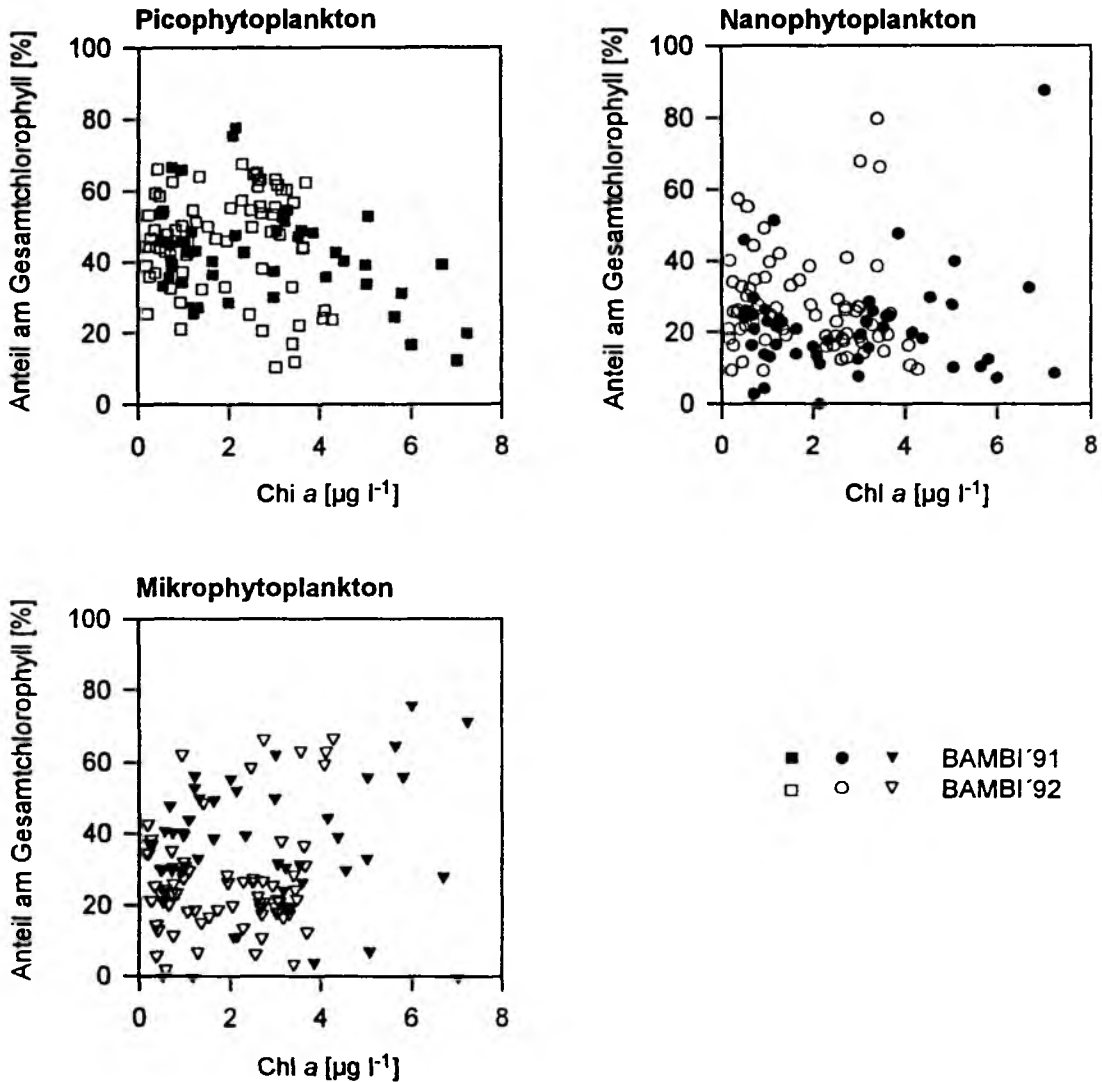 Picophytoplankton
Anteil am Gesamtchlorophyll [%]
100
80
60
40
20
0
0 2 4 6 8
Chl a [µg l-1]
Nanophytoplankton
Anteil am Gesamtchlorophyll [%]
100
80
60
40
20
0
0 2 4 6 8
Chl a [µg l-1]
Mikrophytoplankton
Anteil am Gesamtchlorophyll [%]
100
80
60
40
20
0
0 2 4 6 8
Chl a [µg l-1]
BAMBI´91
BAMBI´92